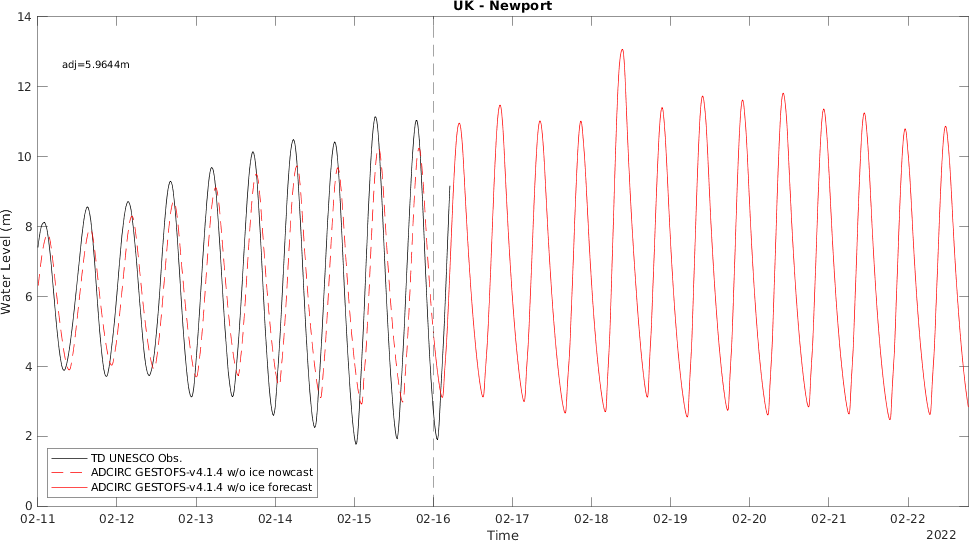 UK - Newport
14
adj=5.9644m
12
10
8
6
4
2
0
Water Level (m)
TD UNESCO Obs.
ADCIRC GESTOFS-v4.1.4 w/o ice nowcast
ADCIRC GESTOFS-v4.1.4 w/o ice forecast
02-11 02-12 02-13 02-14 02-15 02-16 02-17 02-18 02-19 02-20 02-21 02-22
Time
2022